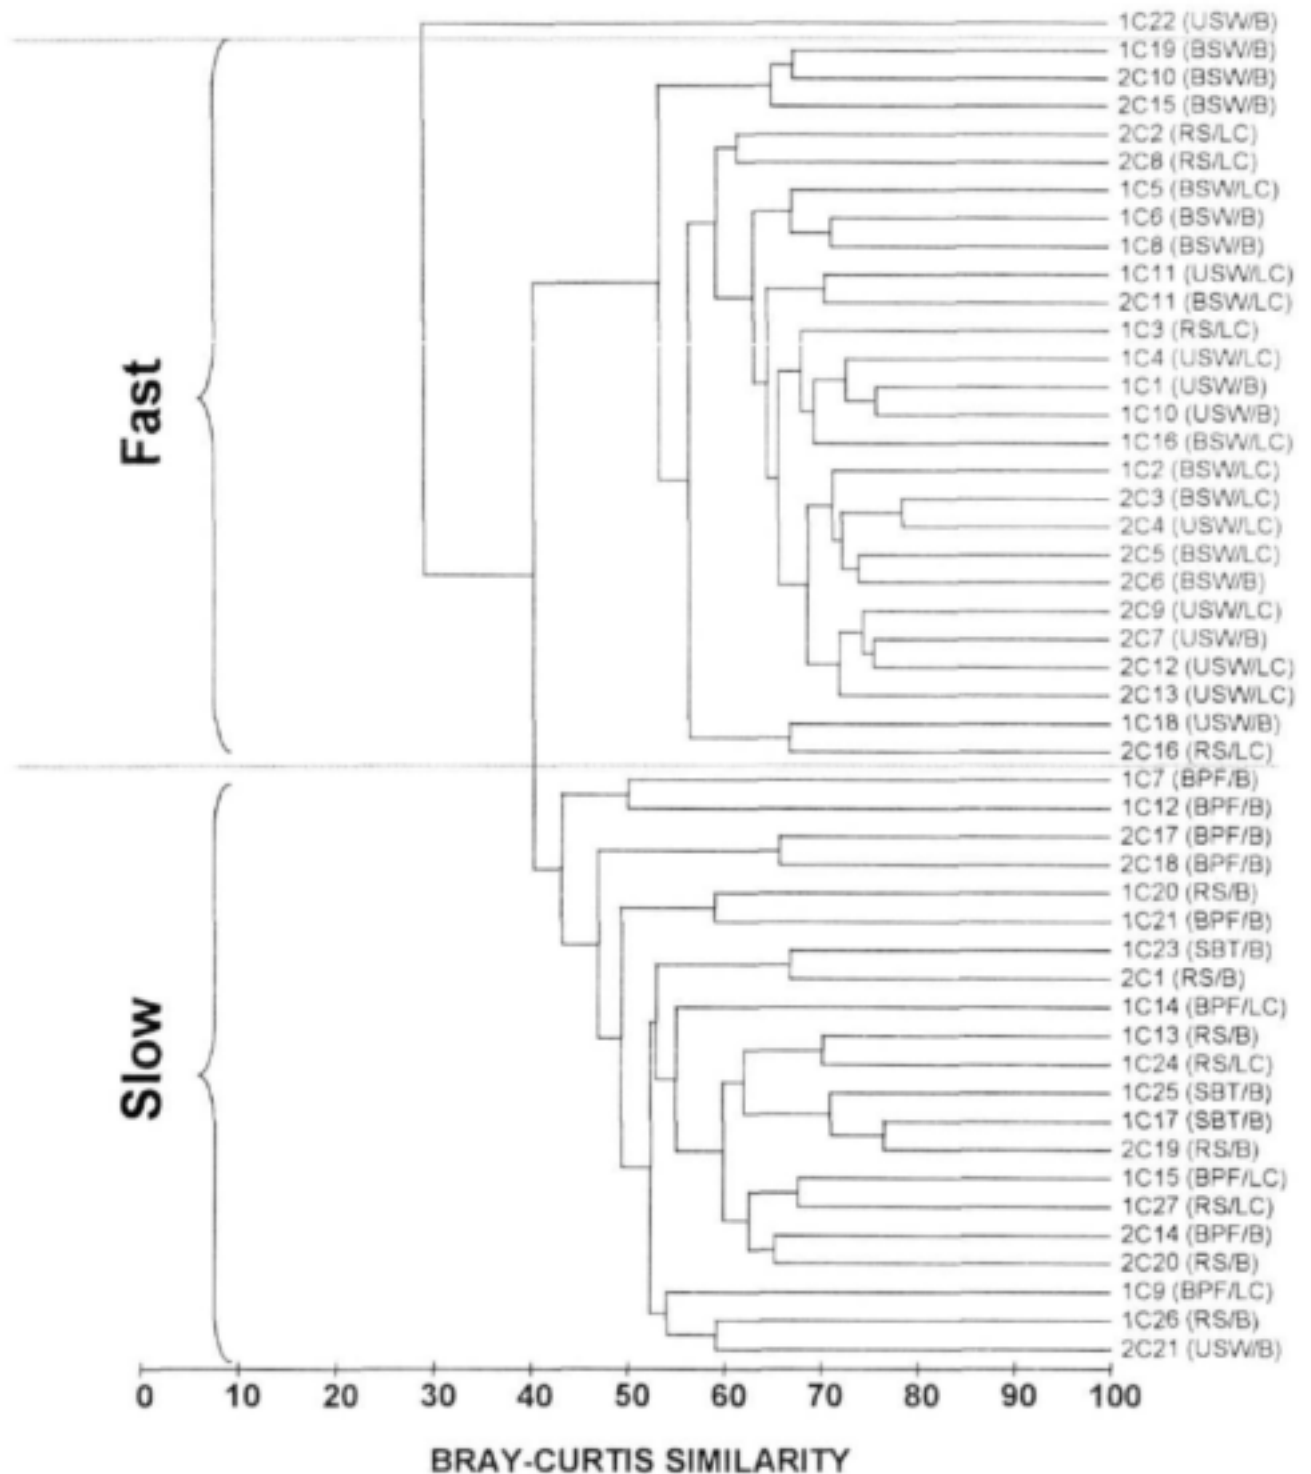 1C22 (USW/B)
1C19 (BSW/B)
2C10 (BSW/B)
2C15 (BSW/B)
2C2 (RS/LC)
2C8 (RS/LC)
1C5 (BSW/LC)
1C6 (BSW/B)
1C8 (BSW/B)
1C11 (USW/LC)
2C11 (BSW/LC)
1C3 (RS/LC)
1C4 (USW/LC)
1C1 (USW/B)
1C10 (USW/B)
1C16 (BSW/LC)
1C2 (BSW/LC)
2C3 (BSW/LC)
2C4 (USW/LC)
2C5 (BSW/LC)
2C6 (BSW/B)
2C9 (USW/LC)
2C7 (USW/B)
2C12 (USW/LC)
2C13 (USW/LC)
1C18 (USW/B)
2C16 (RS/LC)
Fast
1C7 (BPF/B)
1C12 (BPF/B)
2C17 (BPF/B)
2C18 (BPF/B)
1C20 (RS/B)
1C21 (BPF/B)
1C23 (SBT/B)
2C1 (RS/B)
1C14 (BPF/LC)
1C13 (RS/B)
1C24 (RS/LC)
1C25 (SBT/B)
1C17 (SBT/B)
2C19 (RS/B)
1C15 (BPF/LC)
1C27 (RS/LC)
2C14 (BPF/B)
2C20 (RS/B)
1C9 (BPF/LC)
1C26 (RS/B)
2C21 (USW/B)
Slow
0 10 20 30 40 50 60 70 80 90 100
BRAY-CURTIS SIMILARITY